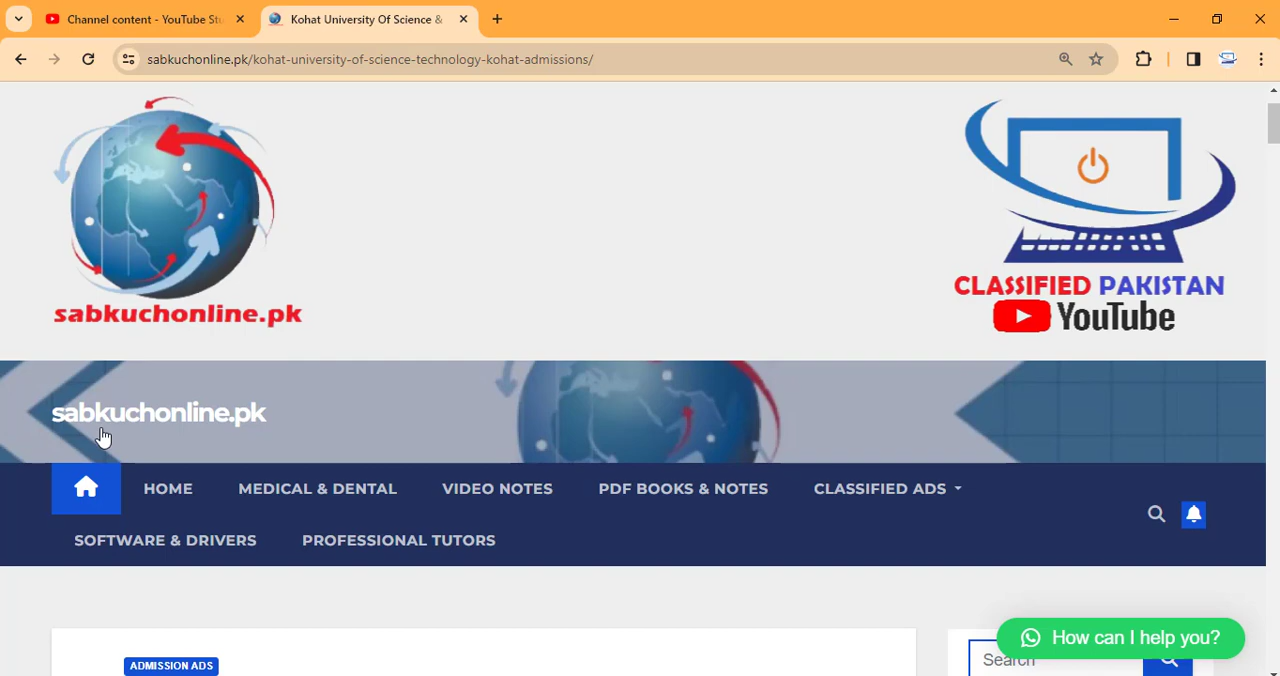 Channel content - YouTube Stu
Kohat University Of Science &
sabkuchonline.pk/kohat-university-of-science-technology-kohat-admissions/
sabkuchonline.pk
CLASSIFIED PAKISTAN
YouTube
sabkuchonline.pk
HOME
MEDICAL & DENTAL
VIDEO NOTES
PDF BOOKS & NOTES
CLASSIFIED ADS
SOFTWARE & DRIVERS
PROFESSIONAL TUTORS
How can I help you?
ADMISSION ADS
Search